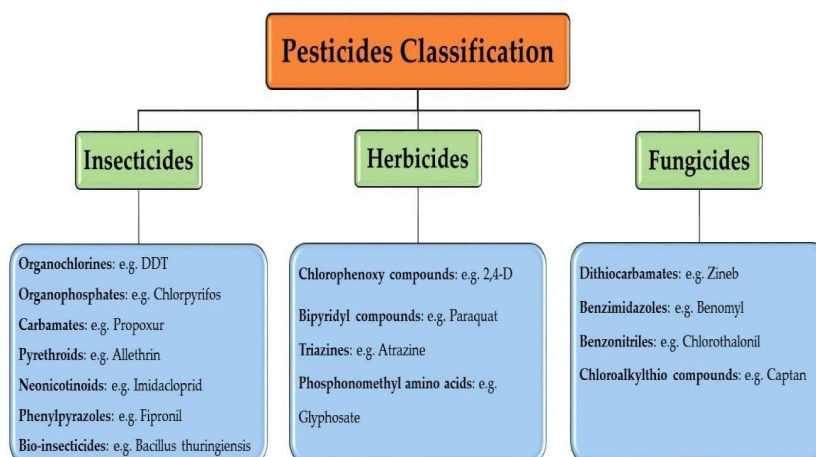 Pesticides Classification
Insecticides
Herbicides
Fungicides
Organochlorines: e.g. DDT
Organophosphates: e.g. Chlorpyrifos
Carbamates: e.g. Propoxur
Pyrethroids: e.g. Allethrin
Neonicotinoids: e.g. Imidacloprid
Phenylpyrazoles: e.g. Fipronil
Bio-insecticides: e.g. Bacillus thuringiensis
Chlorophenoxy compounds: e.g. 2,4-D
Bipyridyl compounds: e.g. Paraquat
Triazines: e.g. Atrazine
Phosphonomethyl amino acids: e.g.
Glyphosate
Dithiocarbamates: e.g. Zineb
Benzimidazoles: e.g. Benomyl
Benzonitriles: e.g. Chlorothalonil
Chloroalkylthio compounds: e.g. Captan